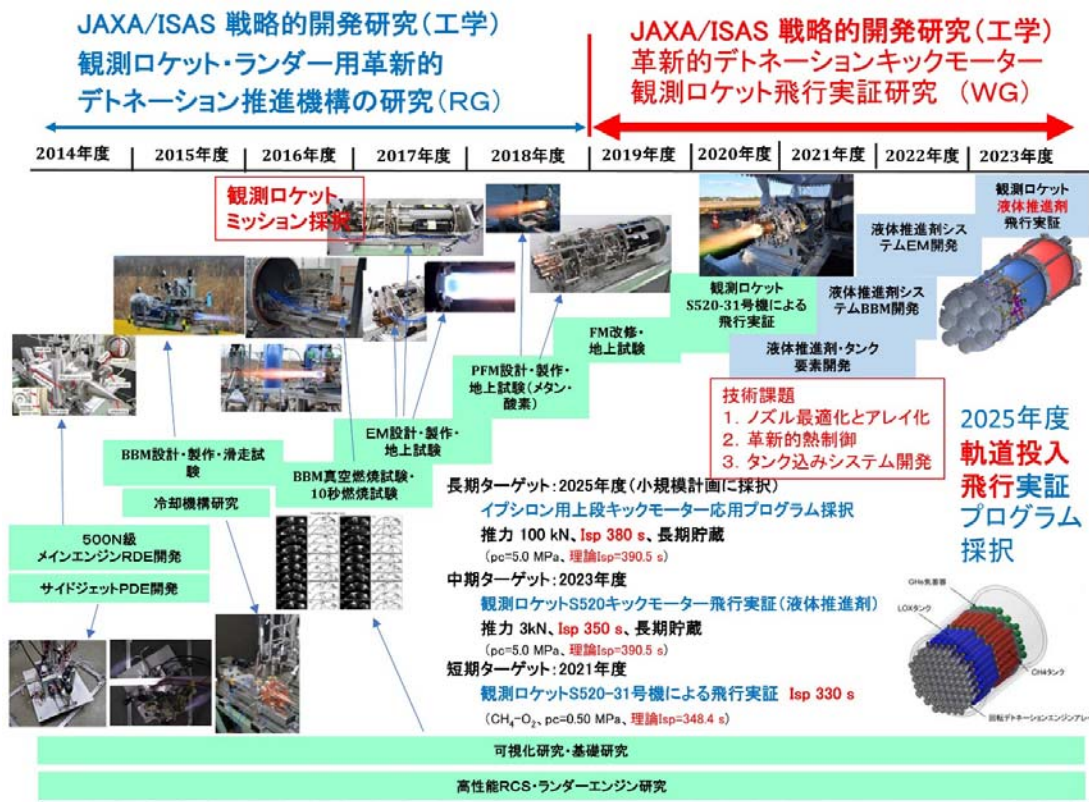 JAXA/ISAS 戦略的開発研究(工学)
観測ロケット・ランダー用革新的
デトネーション推進機構の研究(RG)
JAXA/ISAS 戦略的開発研究(工学)
革新的デトネーションキックモーター
観測ロケット飛行実証研究 (WG)
2014年度
2015年度
2016年度
2017年度
2018年度
2019年度
2020年度
2021年度
2022年度
2023年度
観測ロケット
ミッション採択
観測ロケット
液体推進剤
飛行実証
液体推進剤シス
テムEM開発
観測ロケット
S520-31号機による
飛行実証
液体推進剤シス
テムBBM開発
FM改修・
地上試験
液体推進剤・タンク
要素開発
PFM設計・製作・
地上試験(メタン・
酸素)
技術課題
1. ノズル最適化とアレイ化
2. 革新的熱制御
3. タンク込みシステム開発
2025年度
軌道投入
飛行実証
プログラム
採択
EM設計・製作・
地上試験
BBM設計・製作・滑走試
験
BBM真空燃焼試験・
10秒燃焼試験
冷却機構研究
500N級
メインエンジンRDE開発
サイドジェットPDE開発
長期ターゲット:2025年度(小規模計画に採択)
イプシロン用上段キックモーター応用プログラム採択
推力 100 kN、Isp 380 s、長期貯蔵
(pc=5.0 MPa、理論Isp=390.5 s)
中期ターゲット:2023年度
観測ロケットS520キックモーター飛行実証(液体推進剤)
推力 3kN、Isp 350 s、長期貯蔵
(pc=5.0 MPa、理論Isp=390.5 s)
短期ターゲット:2021年度
観測ロケットS520-31号機による飛行実証 Isp 330 s
(CH₄-O₂、pc=0.50 MPa、理論Isp=348.4 s)
GHe気蓄器
LOXタンク
CH4タンク
回転デトネーションエンジンアレイ
可視化研究・基礎研究
高性能RCS・ランダーエンジン研究